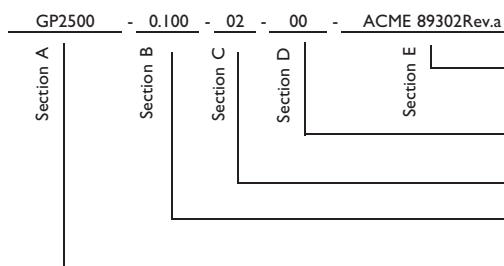 GP2500 - 0.100 - 02 - 00 - ACME 89302Rev.a
Section A
Section B
Section C
Section D
Section E